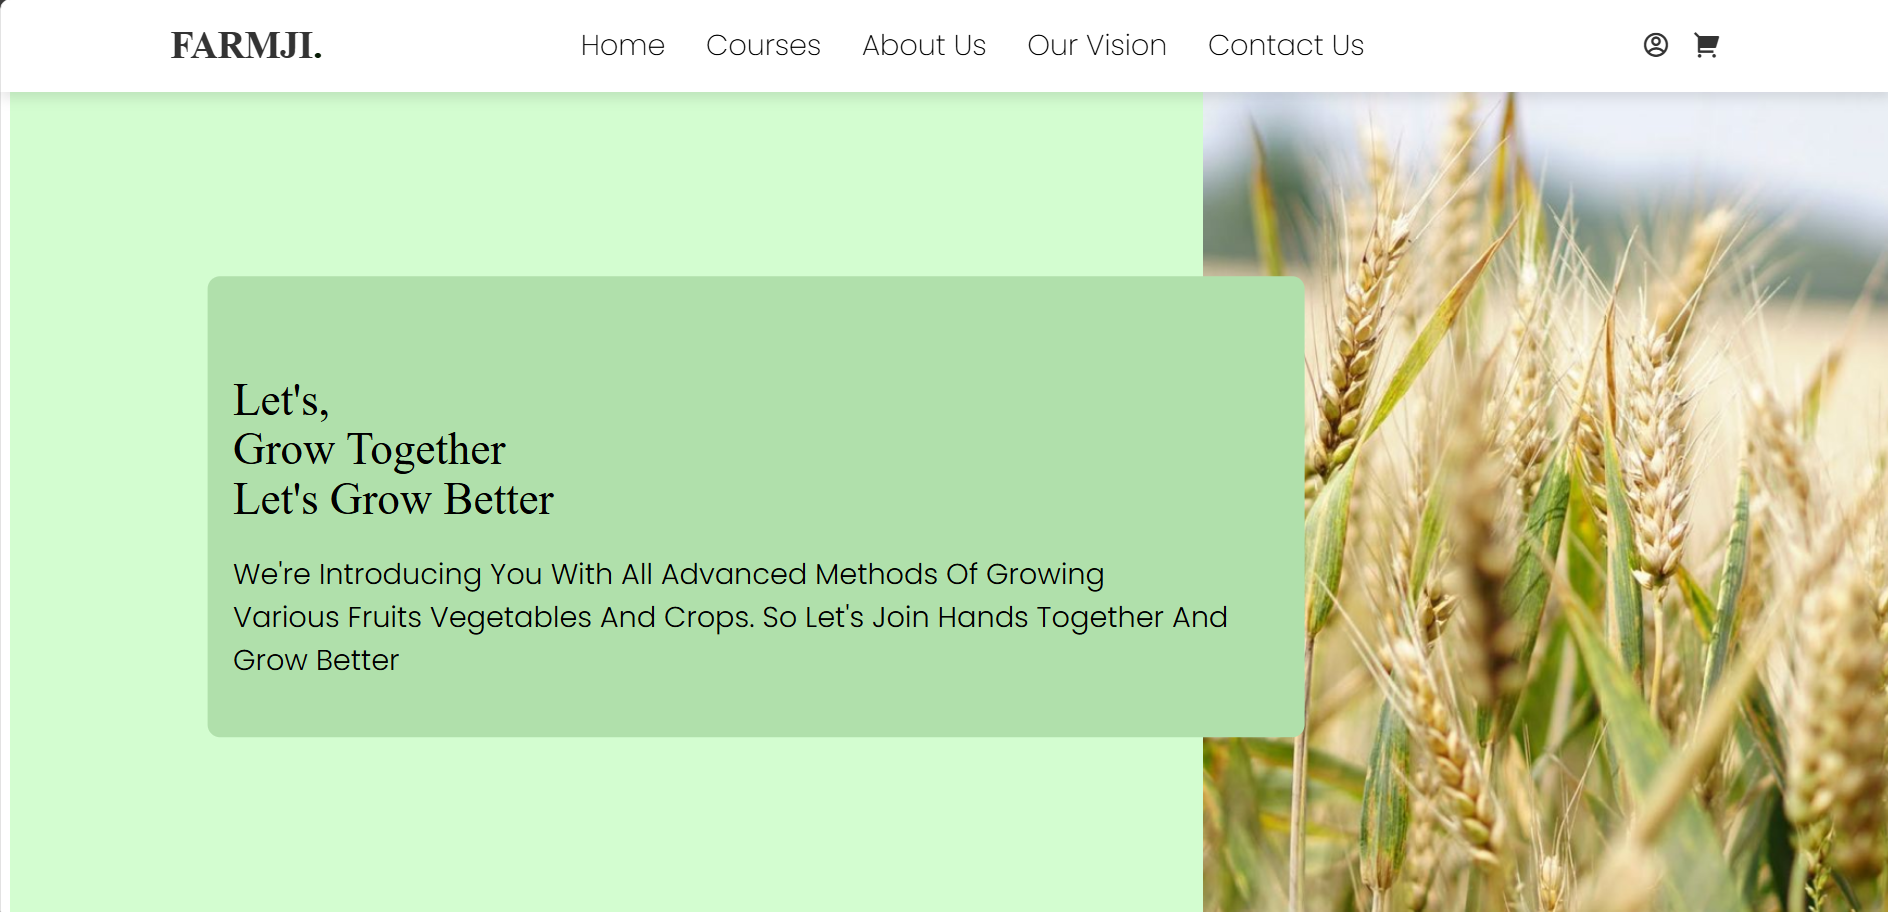 FARMJI.
Home Courses About Us Our Vision Contact Us
Let's,
Grow Together
Let's Grow Better
We're Introducing You With All Advanced Methods Of Growing
Various Fruits Vegetables And Crops. So Let's Join Hands Together And
Grow Better